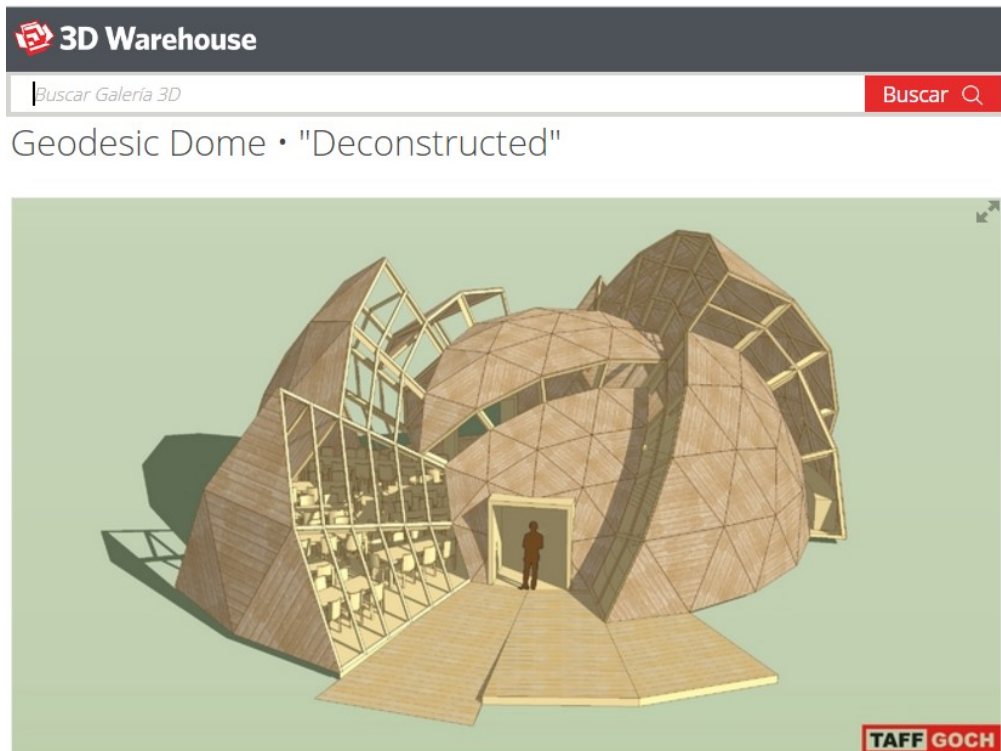 3D Warehouse
Buscar Galería 3D
Buscar
Geodesic Dome • "Deconstructed"
TAFF GOCH